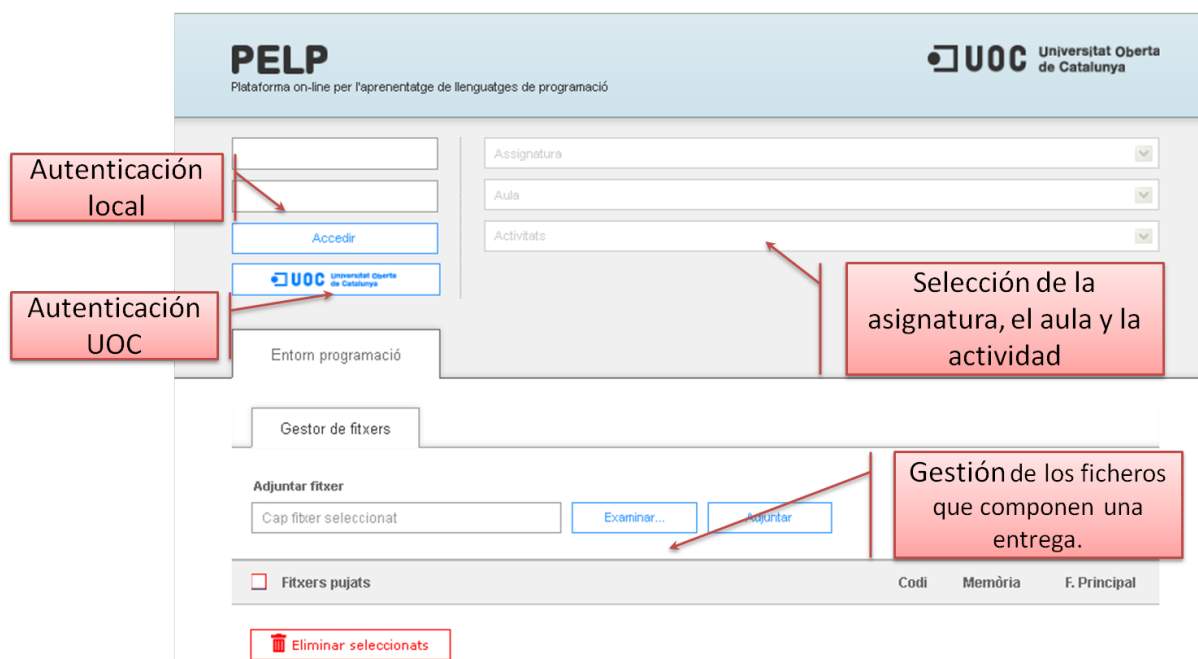 PELP
Plataforma on-line per l'aprenentatge de llenguatges de programació
UOC Universitat Oberta
de Catalunya
Autenticación
local
Accedir
UOC Universitat Oberta
de Catalunya
Autenticación
UOC
Assignatura
Aula
Activitats
Selección de la
asignatura, el aula y la
actividad
Entorn programació
Gestor de fitxers
Adjuntar fitxer
Cap fitxer seleccionat
Examinar...
Adjuntar
Gestión de los ficheros
que componen una
entrega.
Fitxers pujats
Codi
Memòria
F. Principal
Eliminar seleccionats